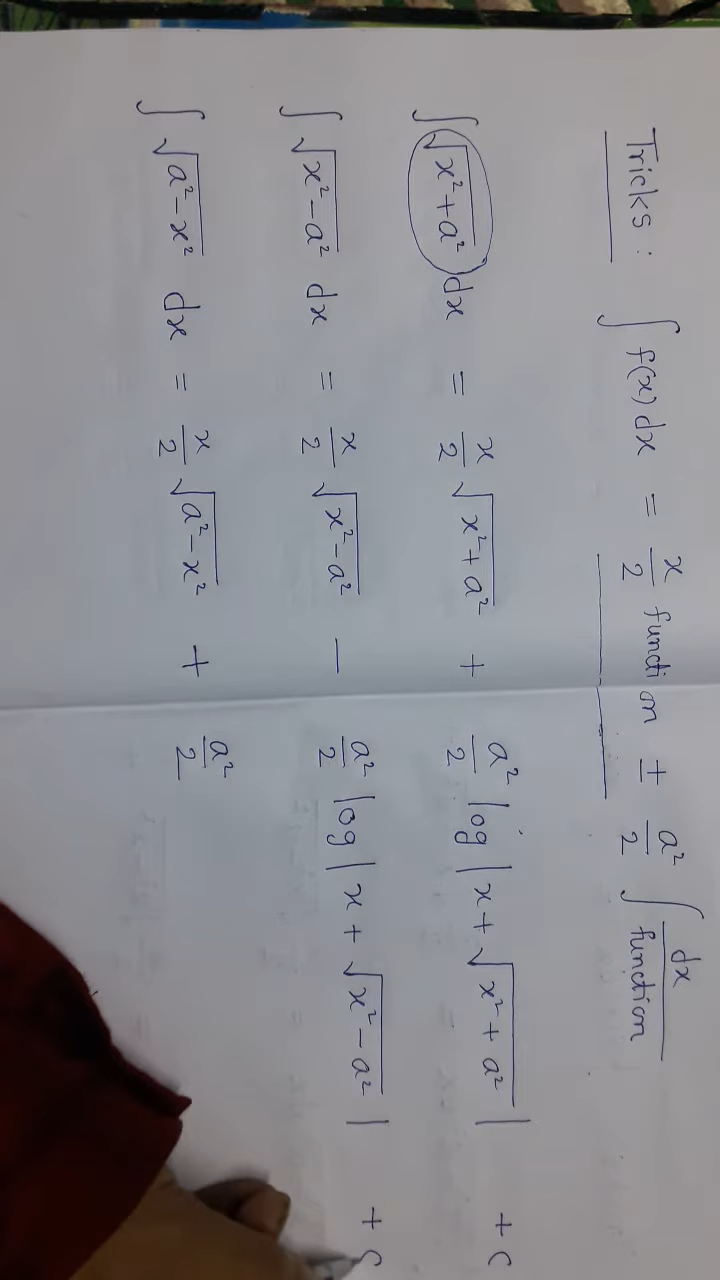 Tricks : ∫ f(x) dx = x/2 function ± a²/2 ∫ dx/function
∫ √(x²+a²) dx = x/2 √(x²+a²) + a²/2 log|x+√(x²+a²)| + c
∫ √(x²-a²) dx = x/2 √(x²-a²) - a²/2 log|x+√(x²-a²)| + c
∫ √(a²-x²) dx = x/2 √(a²-x²) + a²/2